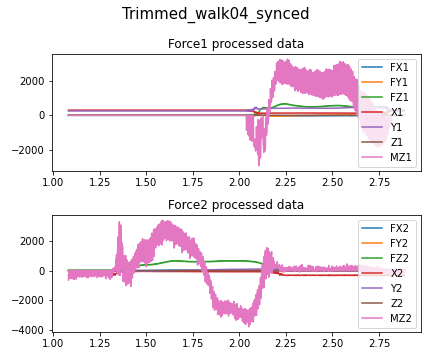 Trimmed_walk04_synced
Force1 processed data
2000
0
−2000
FX1
FY1
FZ1
X1
Y1
Z1
MZ1
1.00 1.25 1.50 1.75 2.00 2.25 2.50 2.75
Force2 processed data
2000
0
−2000
−4000
FX2
FY2
FZ2
X2
Y2
Z2
MZ2
1.00 1.25 1.50 1.75 2.00 2.25 2.50 2.75